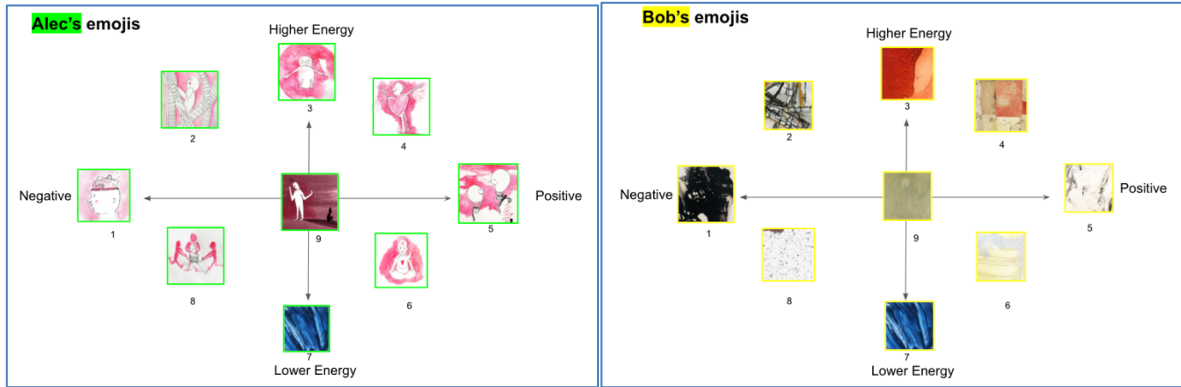 Alec's emojis
Higher Energy
3
2
4
Negative
Positive
1
9
5
8
6
7
Lower Energy
Bob's emojis
Higher Energy
3
2
4
Negative
Positive
1
9
5
8
6
7
Lower Energy